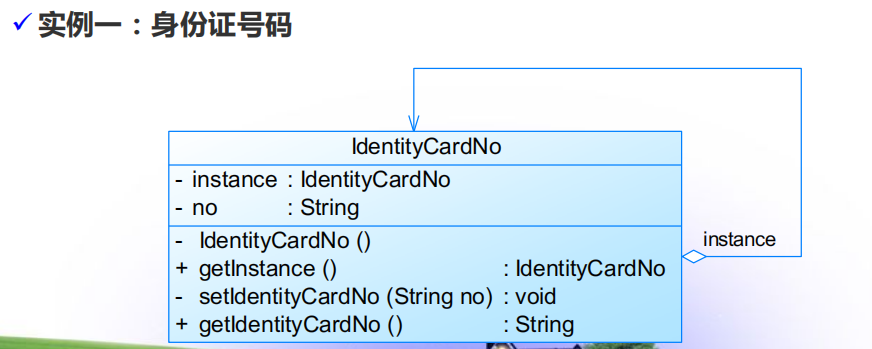 ✓ 实例一：身份证号码
IdentityCardNo
- instance : IdentityCardNo
- no : String
- IdentityCardNo ()
+ getInstance () : IdentityCardNo
- setIdentityCardNo (String no) : void
+ getIdentityCardNo () : String
instance